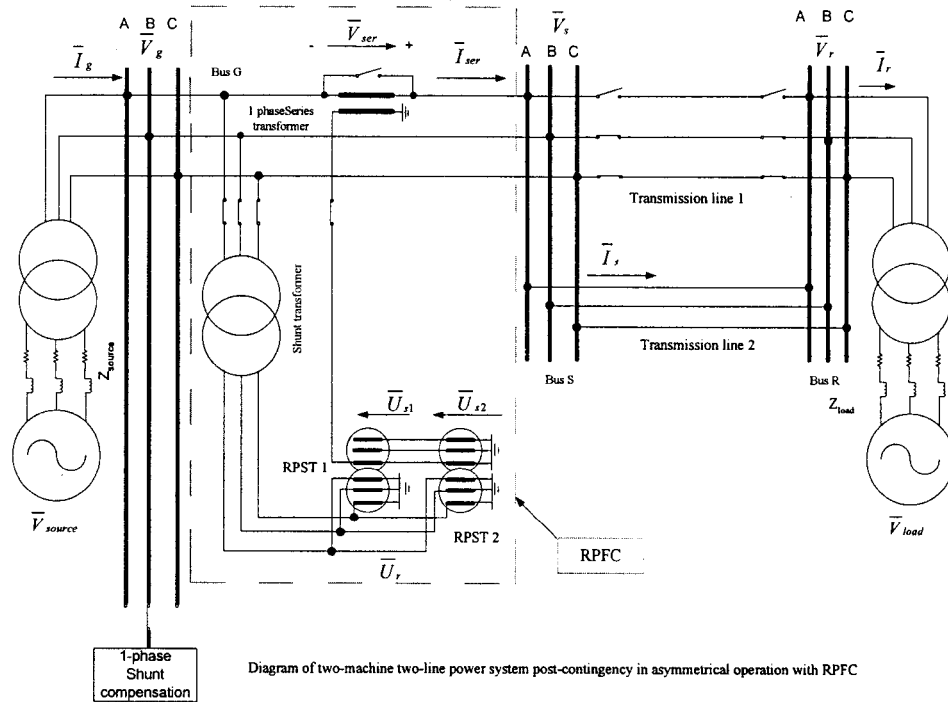 A B C
V̄g
Īg
- V̄ser +
Īser
V̄s
A B C
A B C
V̄r
Īr
Bus G
1 phaseSeries
transformer
Transmission line 1
Īs
Shunt transformer
Zsource
Transmission line 2
Bus S
Bus R
Zload
Ūs1
Ūs2
RPST 1
RPST 2
V̄source
V̄load
RPFC
Ūr
1-phase
Shunt
compensation
Diagram of two-machine two-line power system post-contingency in asymmetrical operation with RPFC